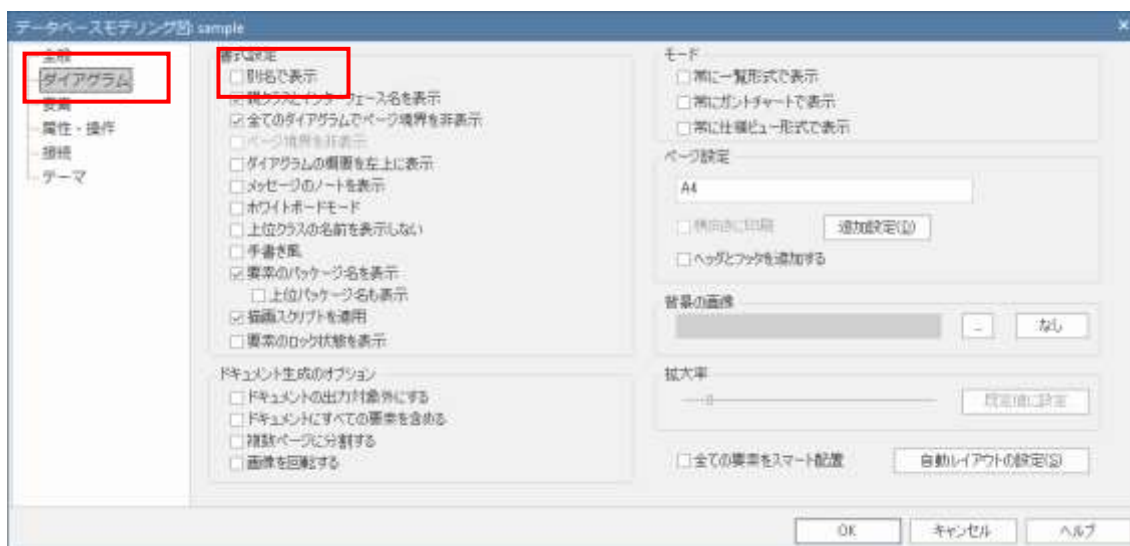 データベースモデリング図: sample
全般
ダイアグラム
要素
属性・操作
接続
テーマ
書式設定
別名で表示
親クラスとインターフェース名を表示
全てのダイアグラムでページ境界を非表示
ページ境界を非表示
ダイアグラムの概要を左上に表示
メッセージのノートを表示
ホワイトボードモード
上位クラスの名前を表示しない
手書き風
要素のパッケージ名を表示
上位パッケージ名も表示
描画スクリプトを適用
要素のロック状態を表示
ドキュメント生成のオプション
ドキュメントの出力対象外にする
ドキュメントにすべての要素を含める
複数ページに分割する
画像を回転する
モード
常に一覧形式で表示
常にガントチャートで表示
常に仕様ビュー形式で表示
ページ設定
A4
横向きに印刷 追加設定(D)
ヘッダとフッタを追加する
背景の画像
... なし
拡大率
既定値に設定
全ての要素をスマート配置 自動レイアウトの設定(S)
OK キャンセル ヘルプ